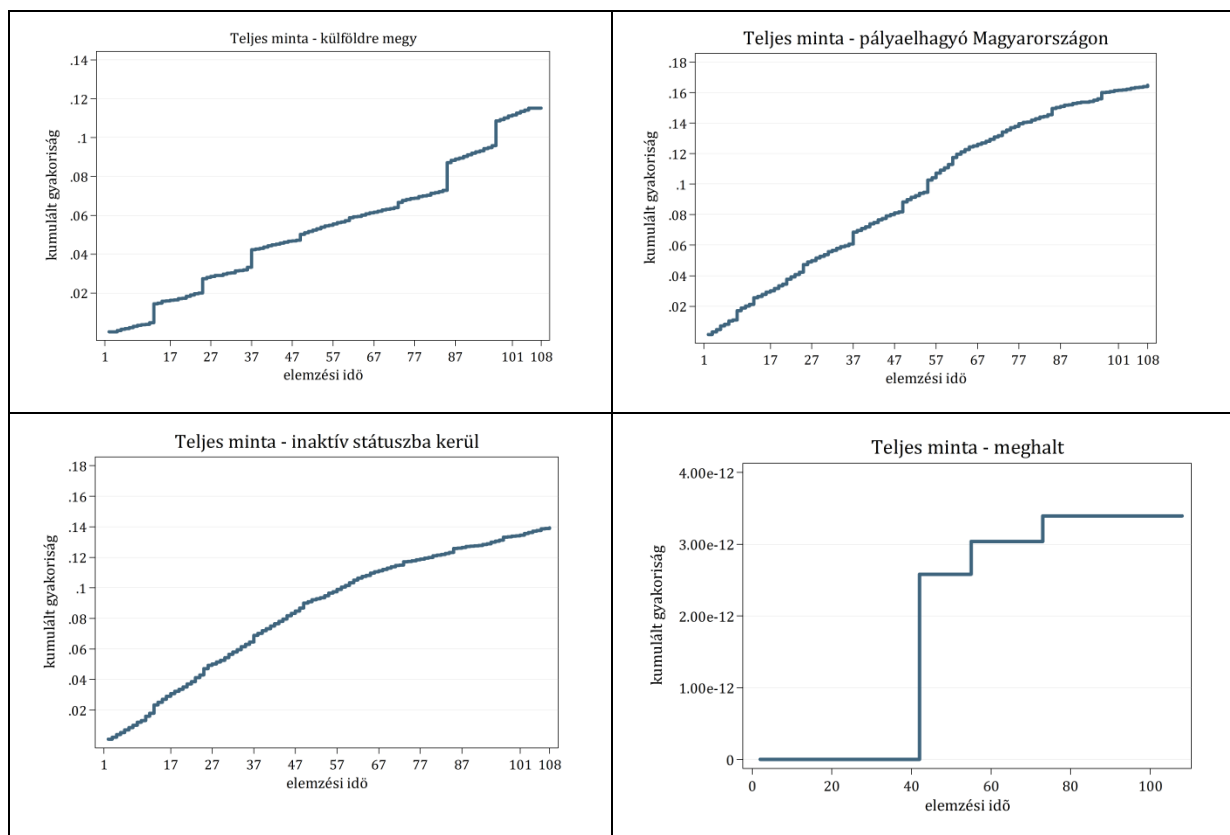 Teljes minta - külföldre megy
kumulált gyakoriság
.14
.12
.1
.08
.06
.04
.02
1 17 27 37 47 57 67 77 87 101 108
elemzési idö
Teljes minta - pályaelhagyó Magyarországon
kumulált gyakoriság
.18
.16
.14
.12
.1
.08
.06
.04
.02
1 17 27 37 47 57 67 77 87 101 108
elemzési idö
Teljes minta - inaktív státuszba kerül
kumulált gyakoriság
.18
.16
.14
.12
.1
.08
.06
.04
.02
1 17 27 37 47 57 67 77 87 101 108
elemzési idö
Teljes minta - meghalt
kumulált gyakoriság
4.00e-12
3.00e-12
2.00e-12
1.00e-12
0
0 20 40 60 80 100
elemzési idõ